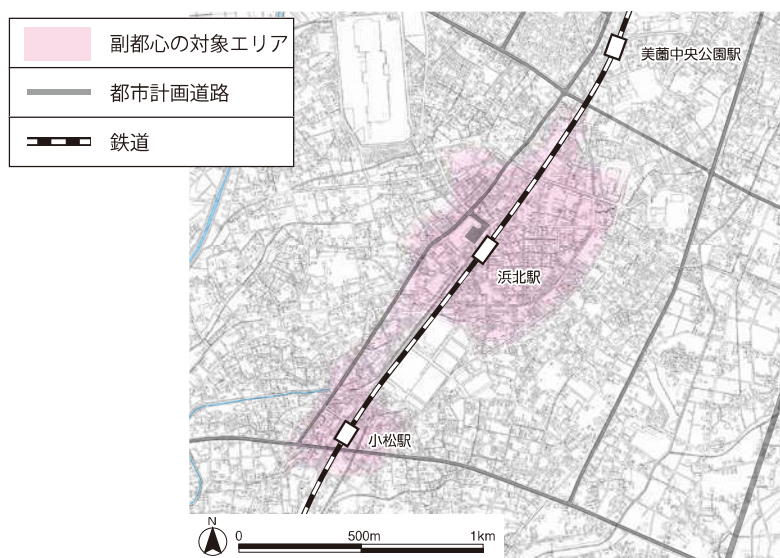 副都心の対象エリア
都市計画道路
鉄道
美薗中央公園駅
浜北駅
小松駅
N
0 500m 1km